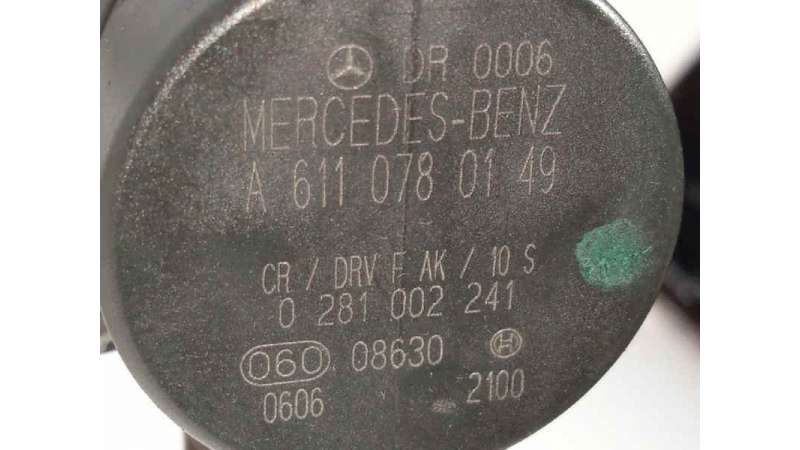 DR 0006
MERCEDES-BENZ
A 611 078 01 49
CR / DRV F AK / 10 S
0 281 002 241
060 08630
0606 2100